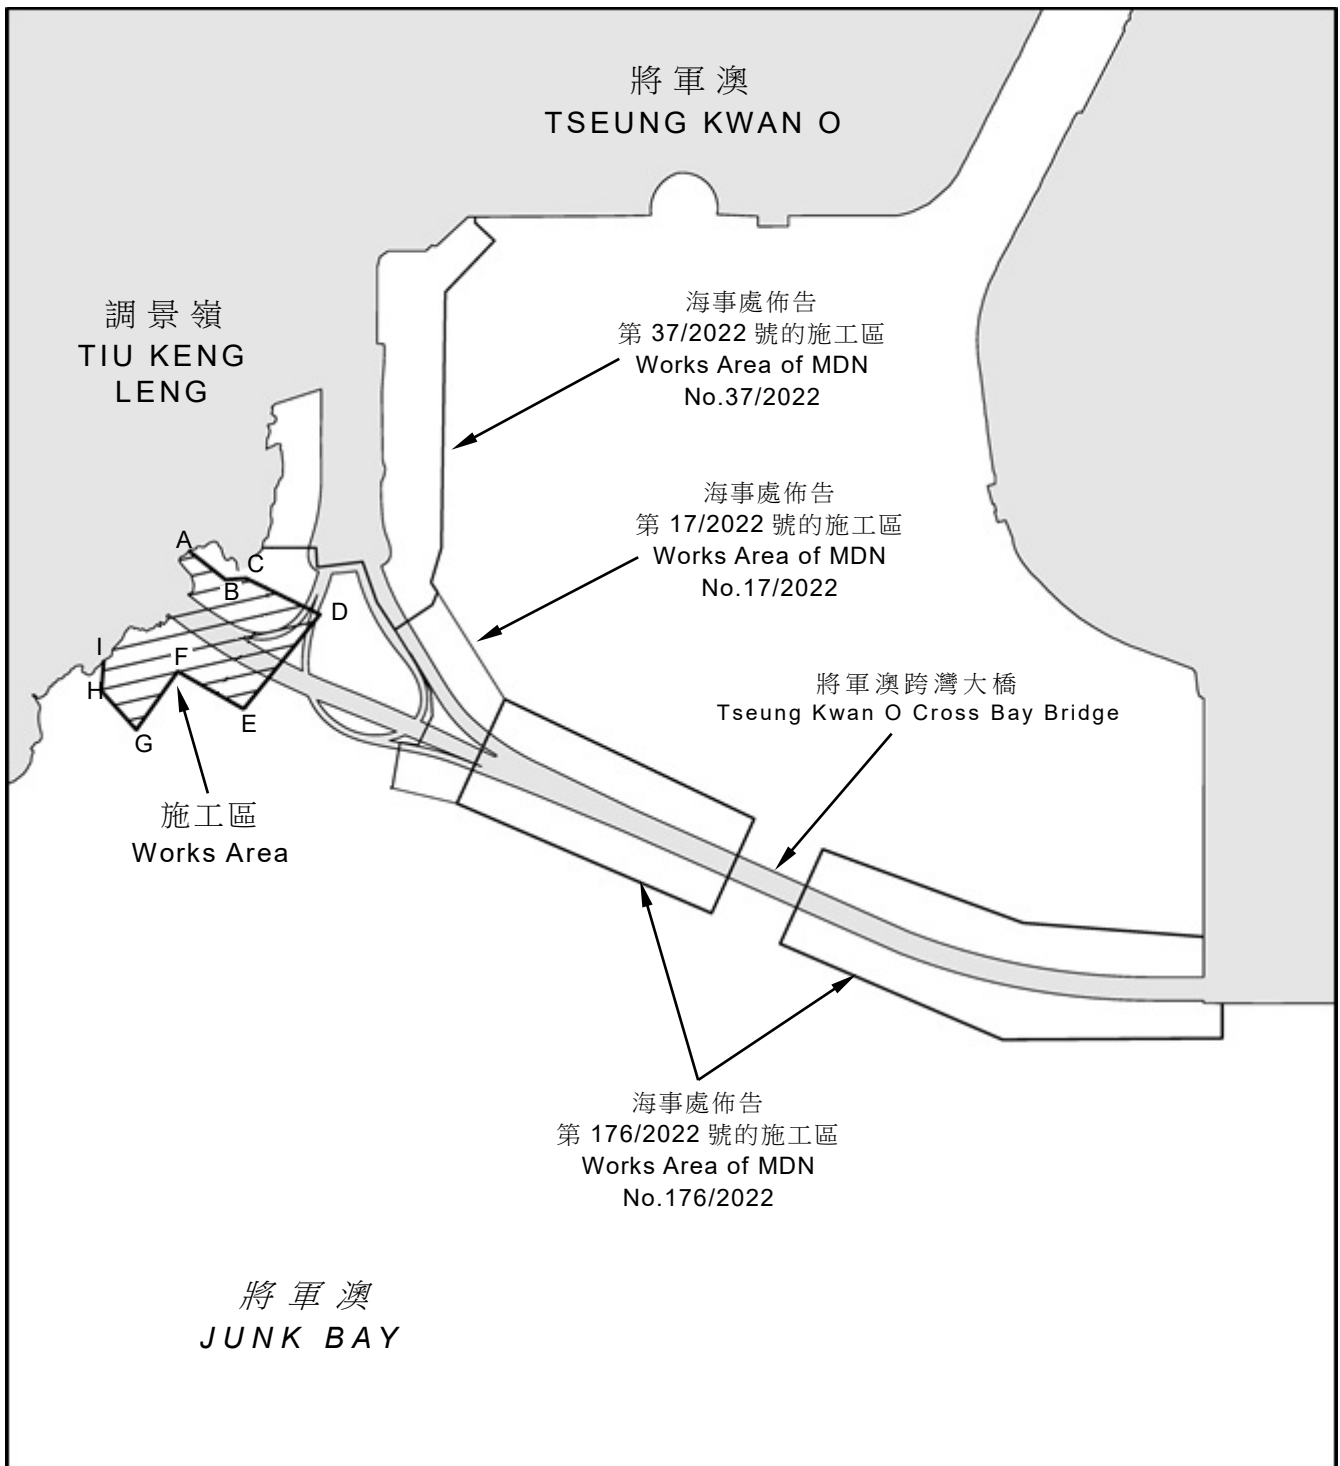 將軍澳
TSEUNG KWAN O
調景嶺
TIU KENG
LENG
海事處佈告
第 37/2022 號的施工區
Works Area of MDN
No.37/2022
海事處佈告
第 17/2022 號的施工區
Works Area of MDN
No.17/2022
A
C
B
D
I
F
H
E
G
將軍澳跨灣大橋
Tseung Kwan O Cross Bay Bridge
施工區
Works Area
海事處佈告
第 176/2022 號的施工區
Works Area of MDN
No.176/2022
將軍澳
JUNK BAY